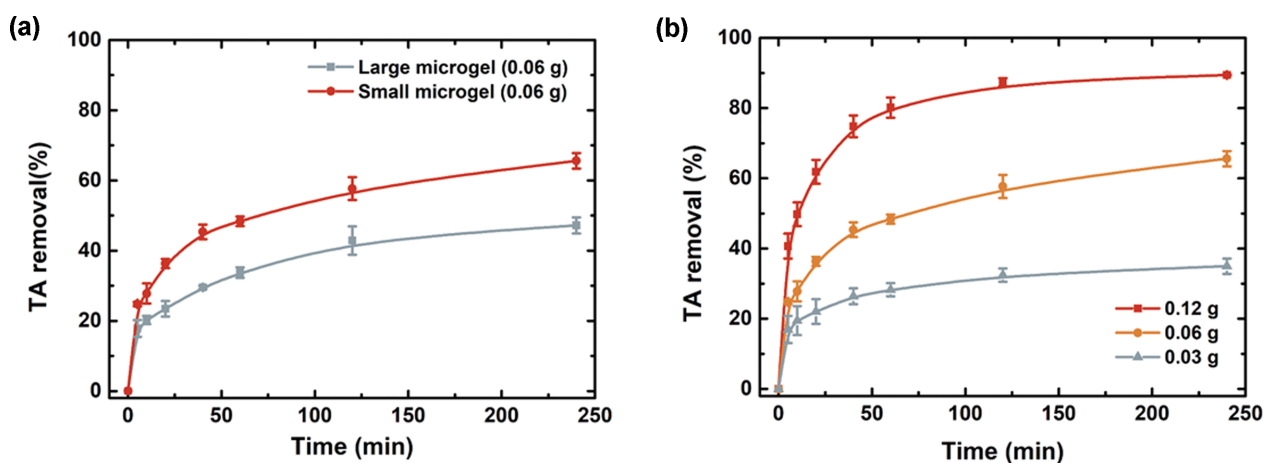 (a)
100
80
60
40
20
0
TA removal(%)
Large microgel (0.06 g)
Small microgel (0.06 g)
0 50 100 150 200 250
Time (min)
(b)
100
80
60
40
20
0
TA removal (%)
0.12 g
0.06 g
0.03 g
0 50 100 150 200 250
Time (min)